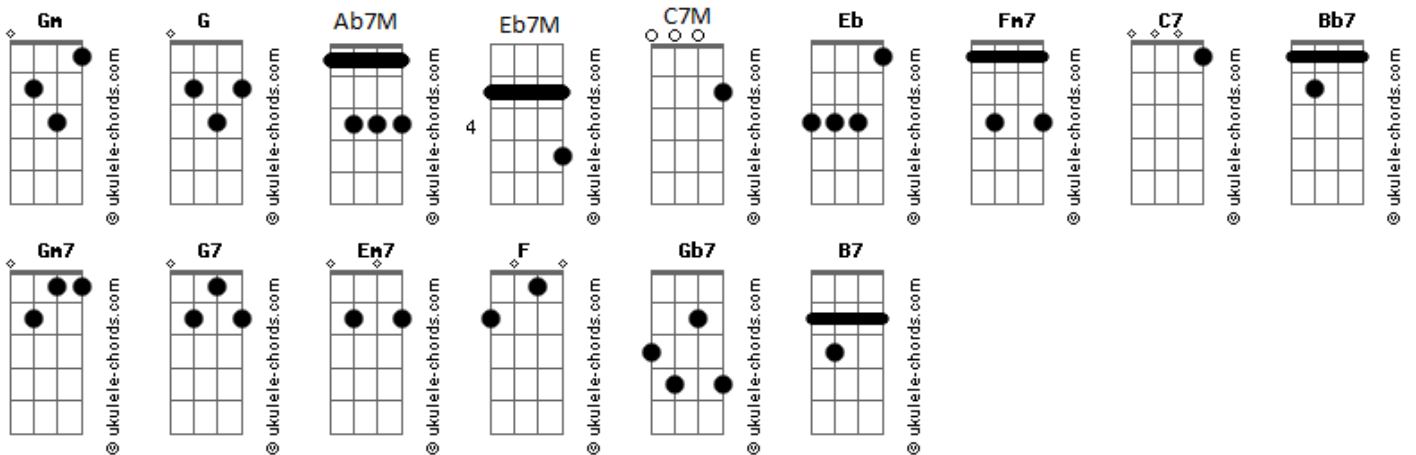 Gm G Ab7M Eb7M C7M Eb Fm7 C7 Bb7
© ukulele-chords.com © ukulele-chords.com © ukulele-chords.com © ukulele-chords.com © ukulele-chords.com © ukulele-chords.com © ukulele-chords.com © ukulele-chords.com © ukulele-chords.com
4
Gm7 G7 Em7 F Gb7 B7
© ukulele-chords.com © ukulele-chords.com © ukulele-chords.com © ukulele-chords.com © ukulele-chords.com © ukulele-chords.com